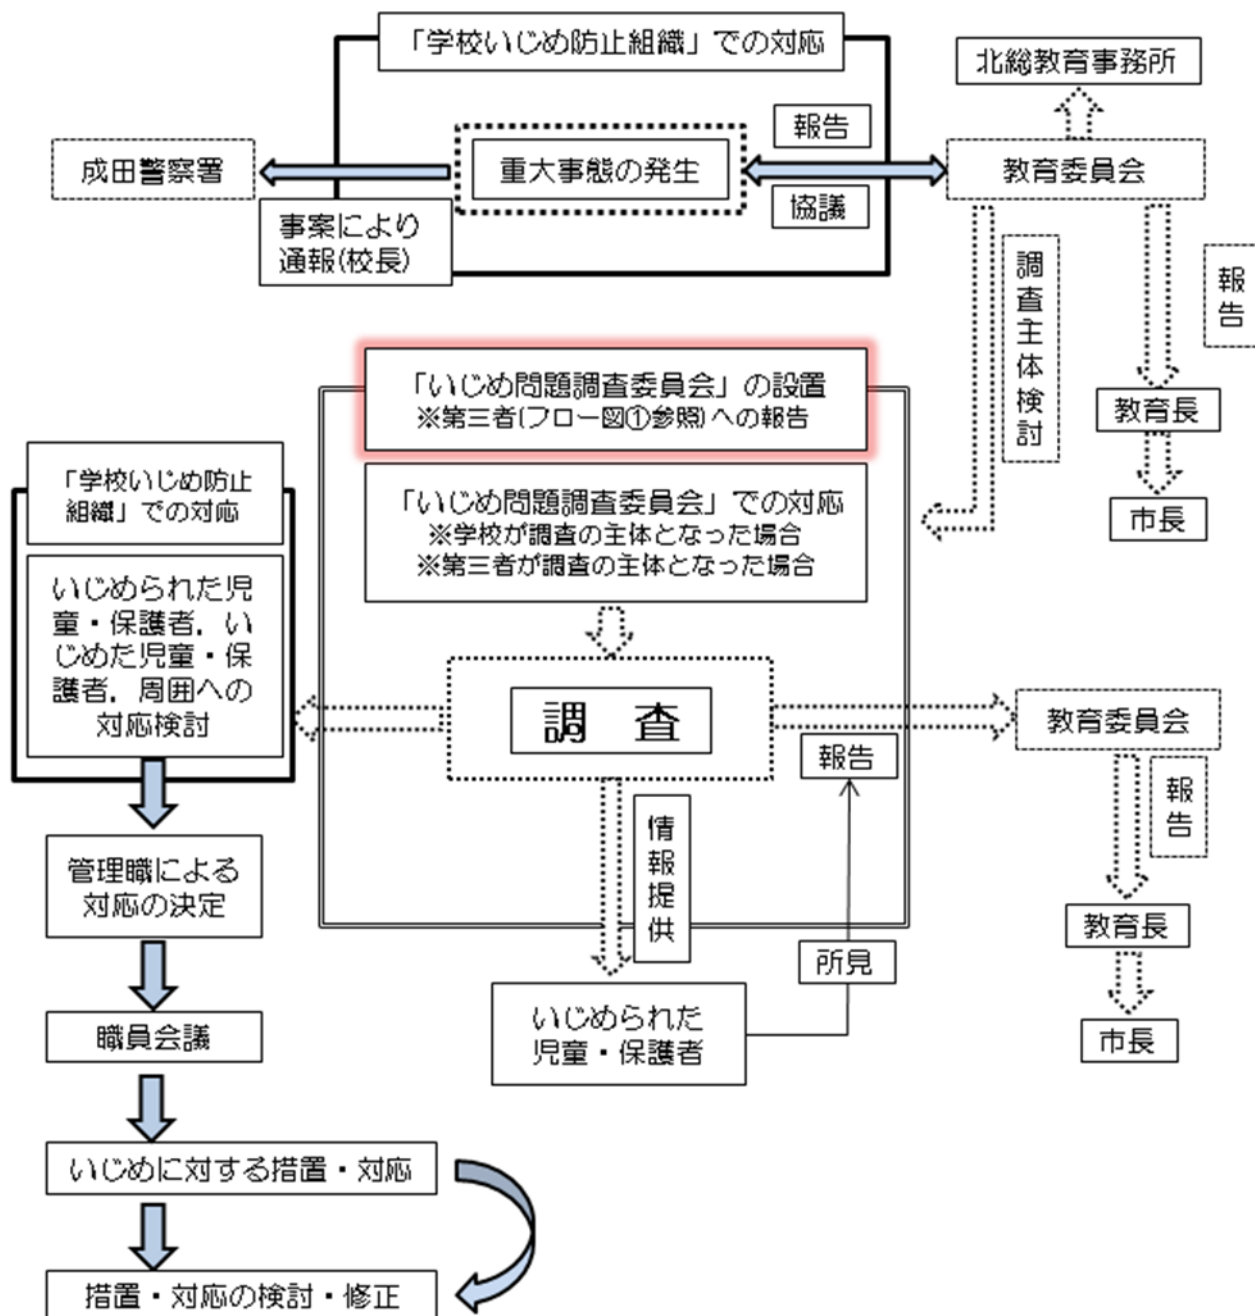 「学校いじめ防止組織」での対応
北総教育事務所
報告
成田警察署
重大事態の発生
教育委員会
協議
事案により
通報(校長)
調査主体検討
報告
「いじめ問題調査委員会」の設置
※第三者(フロー図①参照)への報告
教育長
「学校いじめ防止
組織」での対応
「いじめ問題調査委員会」での対応
※学校が調査の主体となった場合
※第三者が調査の主体となった場合
市長
いじめられた児
童・保護者，い
じめた児童・保
護者，周囲への
対応検討
調　査
教育委員会
報告
報告
情報提供
管理職による
対応の決定
教育長
所見
いじめられた
児童・保護者
職員会議
市長
いじめに対する措置・対応
措置・対応の検討・修正